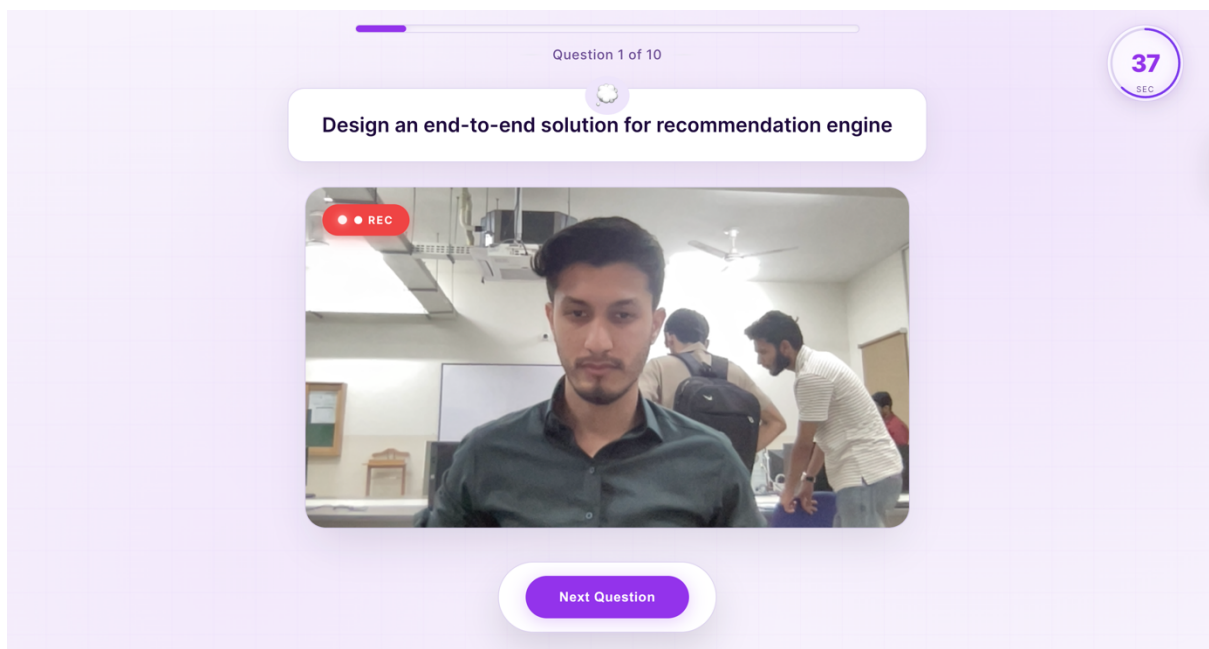 Question 1 of 10
37
SEC
Design an end-to-end solution for recommendation engine
REC
Next Question